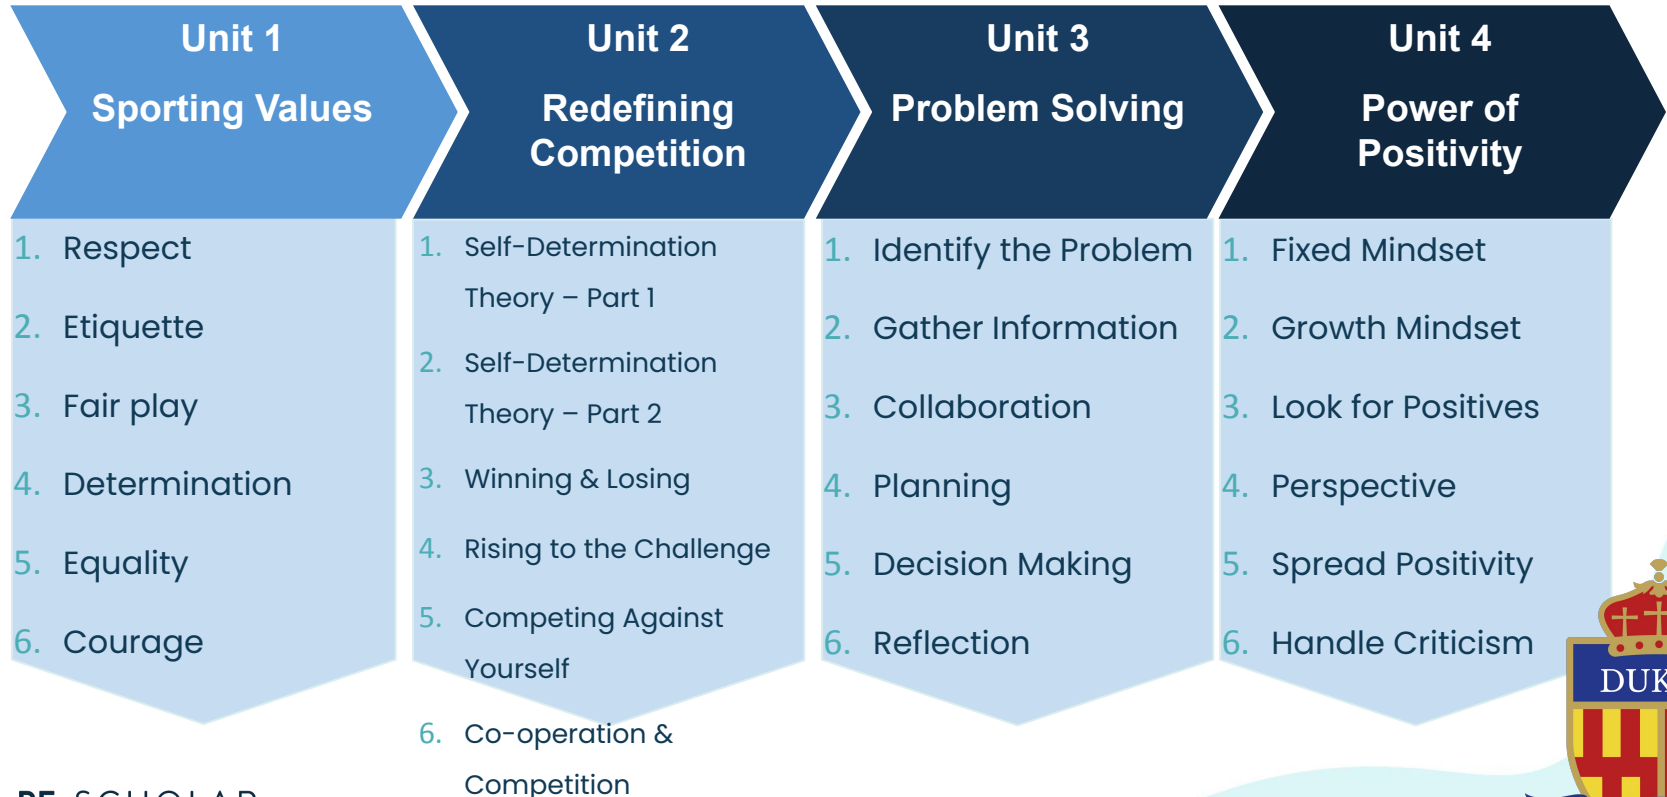 Unit 1
Sporting Values
1. Respect
2. Etiquette
3. Fair play
4. Determination
5. Equality
6. Courage
Unit 2
Redefining
Competition
1. Self-Determination
Theory – Part 1
2. Self-Determination
Theory – Part 2
3. Winning & Losing
4. Rising to the Challenge
5. Competing Against
Yourself
6. Co-operation &
Competition
Unit 3
Problem Solving
1. Identify the Problem
2. Gather Information
3. Collaboration
4. Planning
5. Decision Making
6. Reflection
Unit 4
Power of
Positivity
1. Fixed Mindset
2. Growth Mindset
3. Look for Positives
4. Perspective
5. Spread Positivity
6. Handle Criticism
PE SCHOLAR